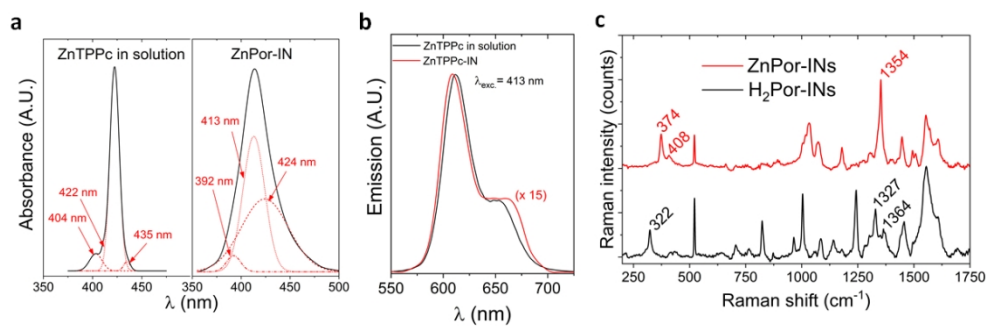 a
ZnTPPc in solution
ZnPor-IN
413 nm
424 nm
392 nm
422 nm
404 nm
435 nm
Absorbance (A.U.)
350 400 450 350 400 450 500
λ (nm)
b
ZnTPPc in solution
ZnTPPc-IN
λexc.= 413 nm
(x 15)
Emission (A.U.)
550 600 650 700
λ (nm)
c
ZnPor-INs
H2Por-INs
1354
374
408
1327
1364
322
Raman intensity (counts)
250 500 750 1000 1250 1500 1750
Raman shift (cm-1)